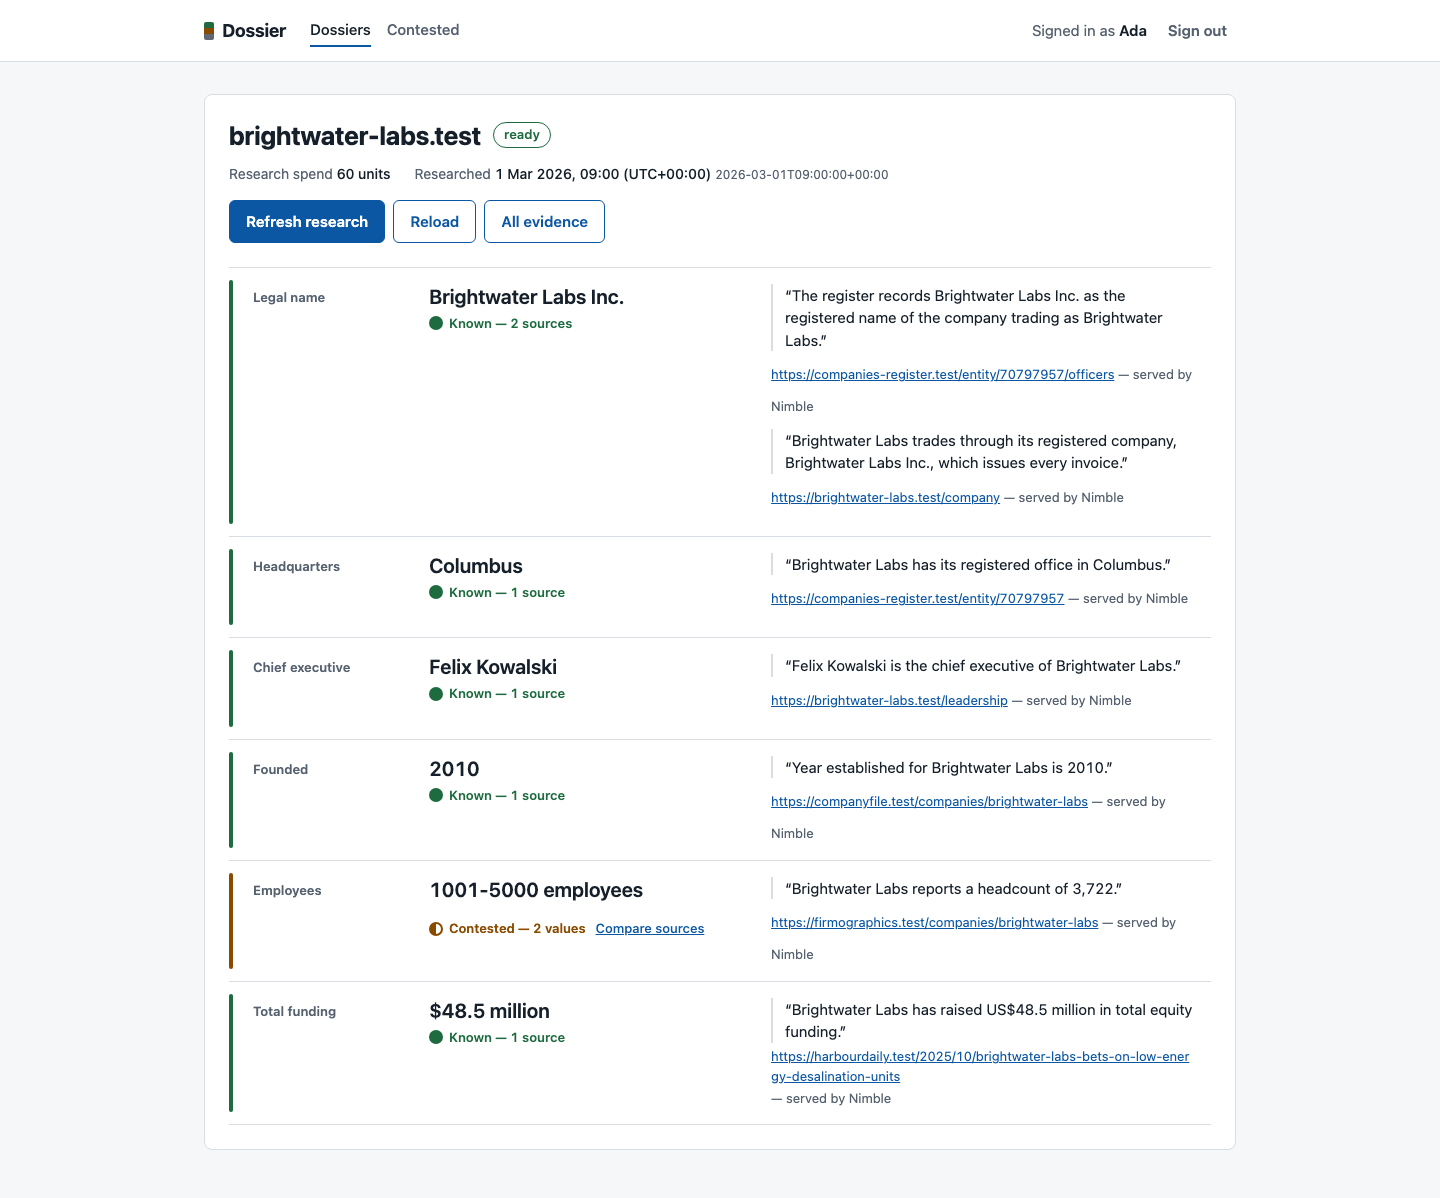 Dossier
Dossiers
Contested
Signed in as Ada
Sign out
brightwater-labs.test
ready
Research spend 60 units
Researched 1 Mar 2026, 09:00 (UTC+00:00) 2026-03-01T09:00:00+00:00
Refresh research
Reload
All evidence
Legal name
Brightwater Labs Inc.
Known — 2 sources
“The register records Brightwater Labs Inc. as the
registered name of the company trading as Brightwater
Labs.”
https://companies-register.test/entity/70797957/officers — served by
Nimble
“Brightwater Labs trades through its registered company,
Brightwater Labs Inc., which issues every invoice.”
https://brightwater-labs.test/company — served by Nimble
Headquarters
Columbus
Known — 1 source
“Brightwater Labs has its registered office in Columbus.”
https://companies-register.test/entity/70797957 — served by Nimble
Chief executive
Felix Kowalski
Known — 1 source
“Felix Kowalski is the chief executive of Brightwater Labs.”
https://brightwater-labs.test/leadership — served by Nimble
Founded
2010
Known — 1 source
“Year established for Brightwater Labs is 2010.”
https://companyfile.test/companies/brightwater-labs — served by
Nimble
Employees
1001-5000 employees
Contested — 2 values
Compare sources
“Brightwater Labs reports a headcount of 3,722.”
https://firmographics.test/companies/brightwater-labs — served by
Nimble
Total funding
$48.5 million
Known — 1 source
“Brightwater Labs has raised US$48.5 million in total equity
funding.”
https://harbourdaily.test/2025/10/brightwater-labs-bets-on-low-ener
gy-desalination-units
— served by Nimble